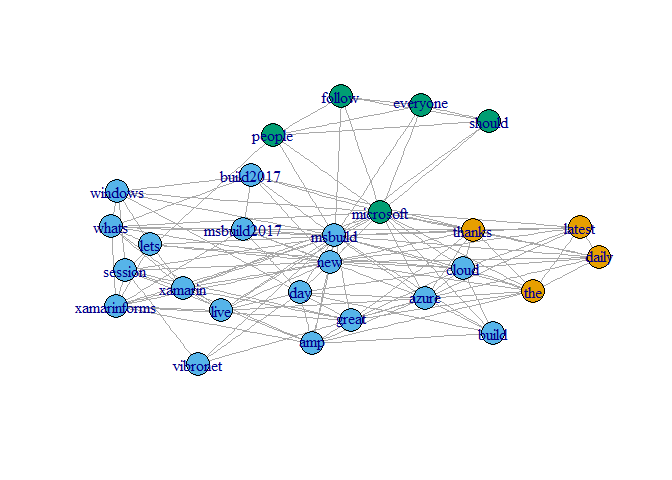 follow
everyone
should
people
build2017
windows
microsoft
whats
msbuild2017
msbuild
thanks
latest
lets
daily
session
new
cloud
xamarin
day
the
azure
xamarinforms
live
great
build
amp
vibronet